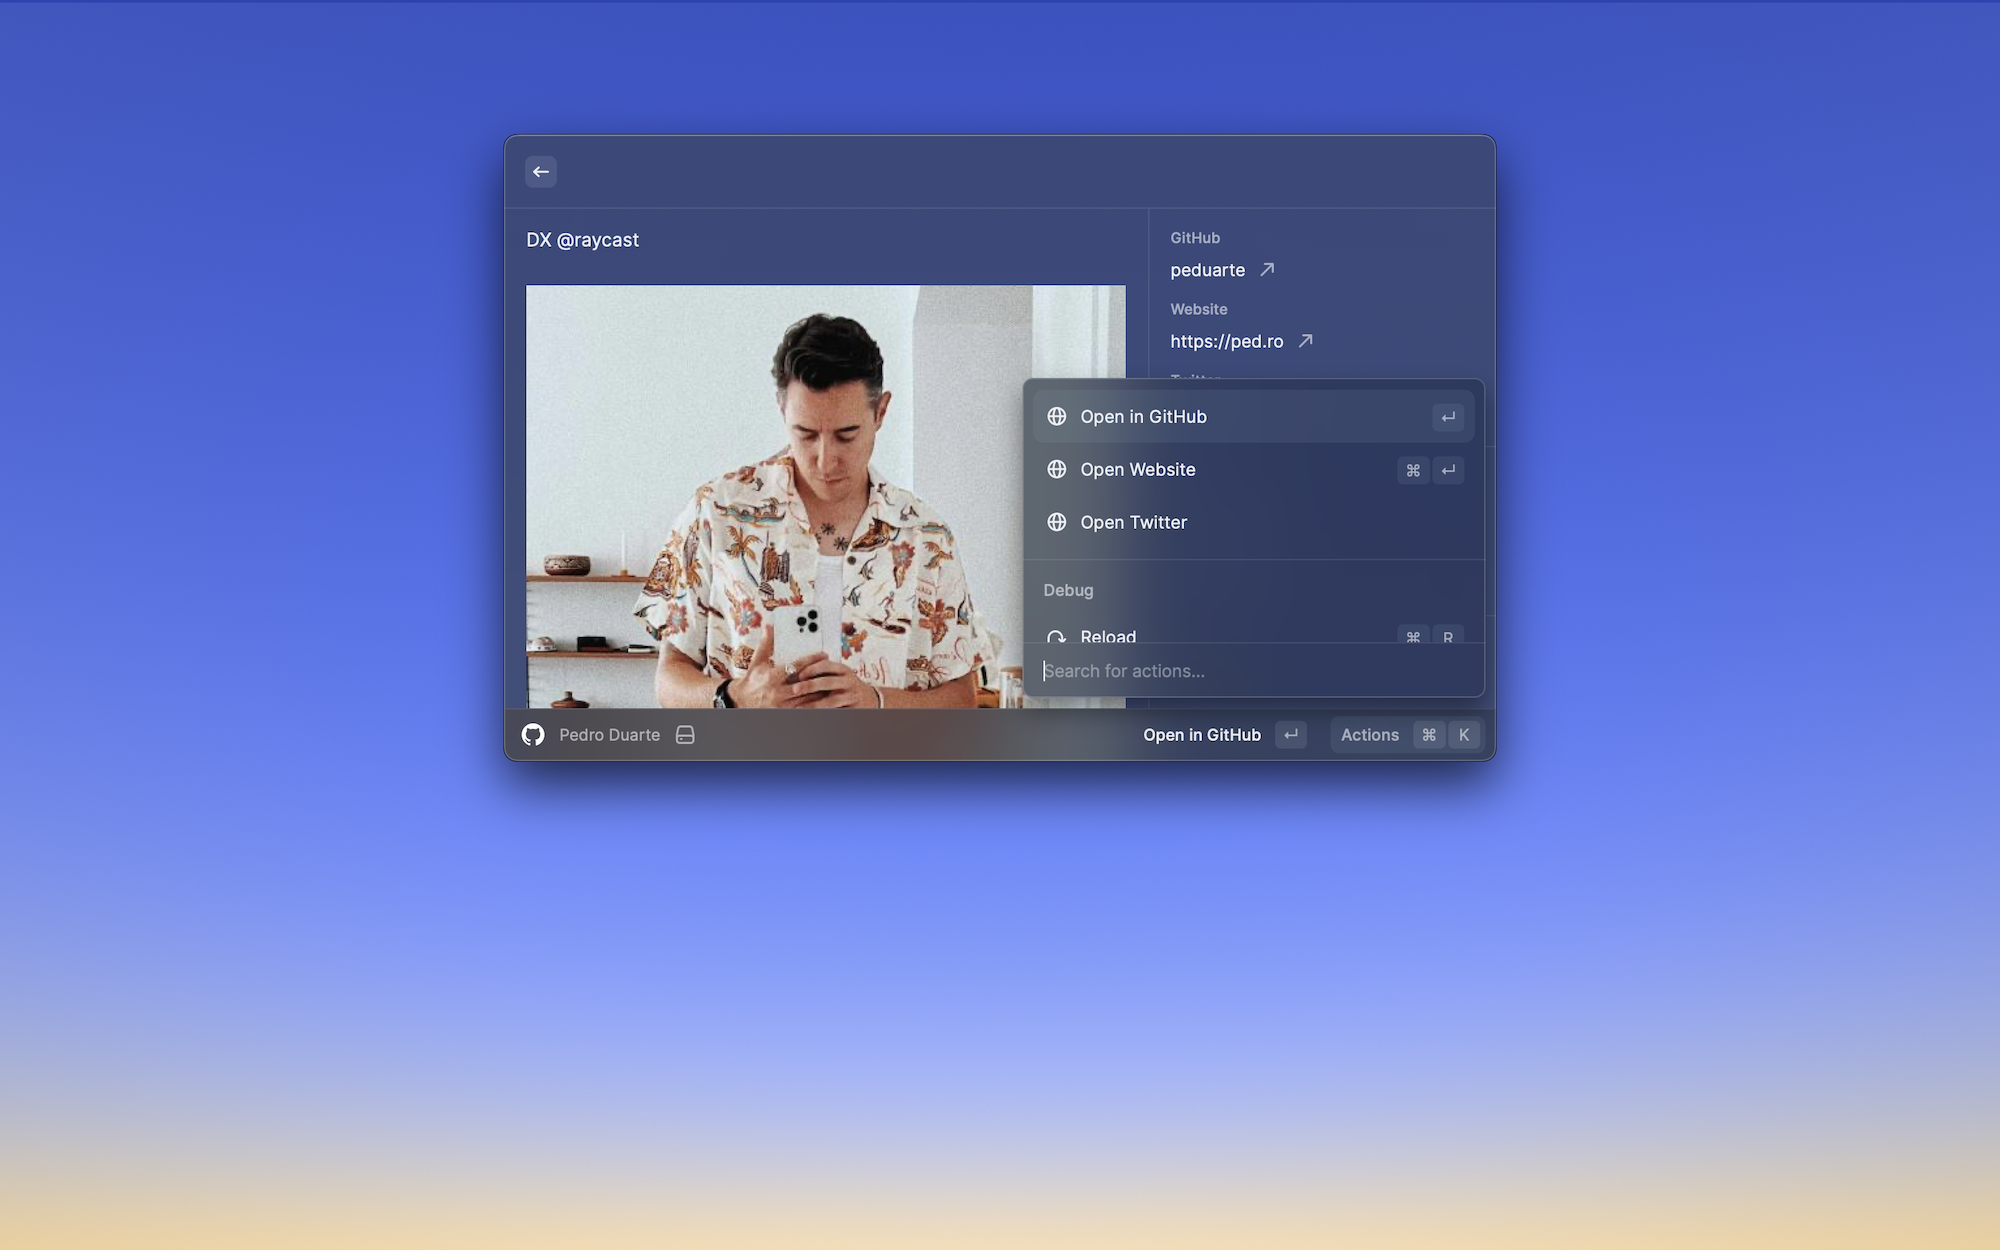 DX @raycast
GitHub
peduarte
Website
https://ped.ro
Twitter
Open in GitHub ↵
Open Website ⌘ ↵
Open Twitter
Debug
Reload ⌘ R
Search for actions...
Pedro Duarte
Open in GitHub ↵
Actions ⌘ K